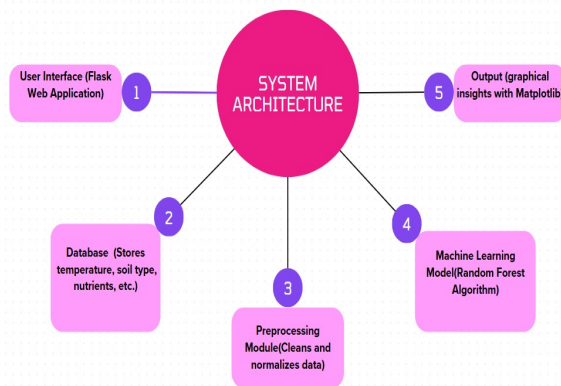 SYSTEM
ARCHITECTURE
1
User Interface (Flask
Web Application)
2
Database (Stores
temperature, soil type,
nutrients, etc.)
3
Preprocessing
Module(Cleans and
normalizes data)
4
Machine Learning
Model(Random Forest
Algorithm)
5
Output (graphical
insights with Matplotlib